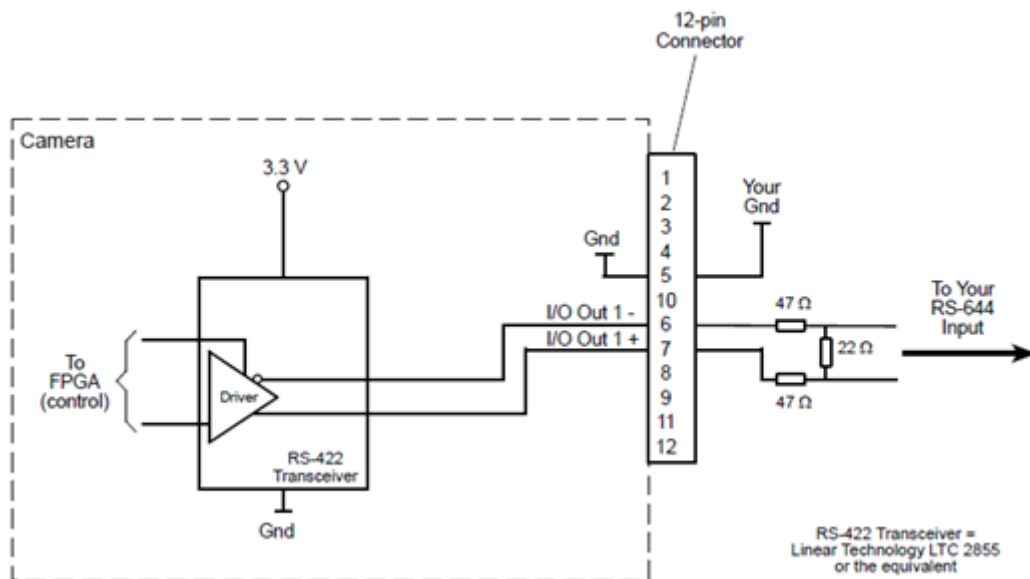 12-pin
Connector
Camera
3.3 V
1
2
3
4
5
10
6
7
8
9
11
12
Your
Gnd
Gnd
I/O Out 1 -
I/O Out 1 +
47 Ω
22 Ω
47 Ω
To Your
RS-644
Input
To
FPGA
(control)
Driver
RS-422
Transceiver
Gnd
RS-422 Transceiver =
Linear Technology LTC 2855
or the equivalent